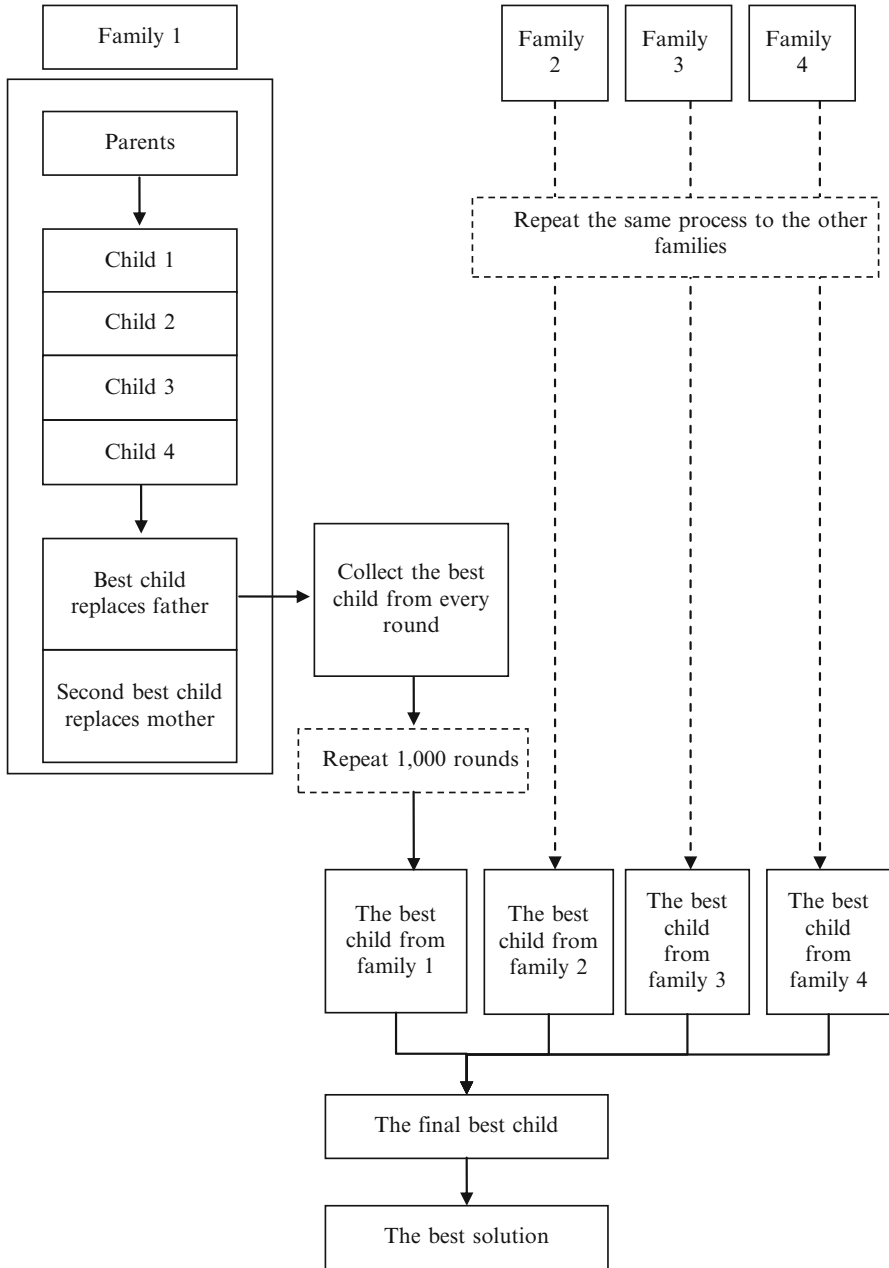 Family 1
Family
2
Family
3
Family
4
Parents
Repeat the same process to the other
families
Child 1
Child 2
Child 3
Child 4
Best child
replaces father
Second best child
replaces mother
Collect the best
child from every
round
Repeat 1,000 rounds
The best
child from
family 1
The best
child from
family 2
The best
child
from
family 3
The best
child
from
family 4
The final best child
The best solution